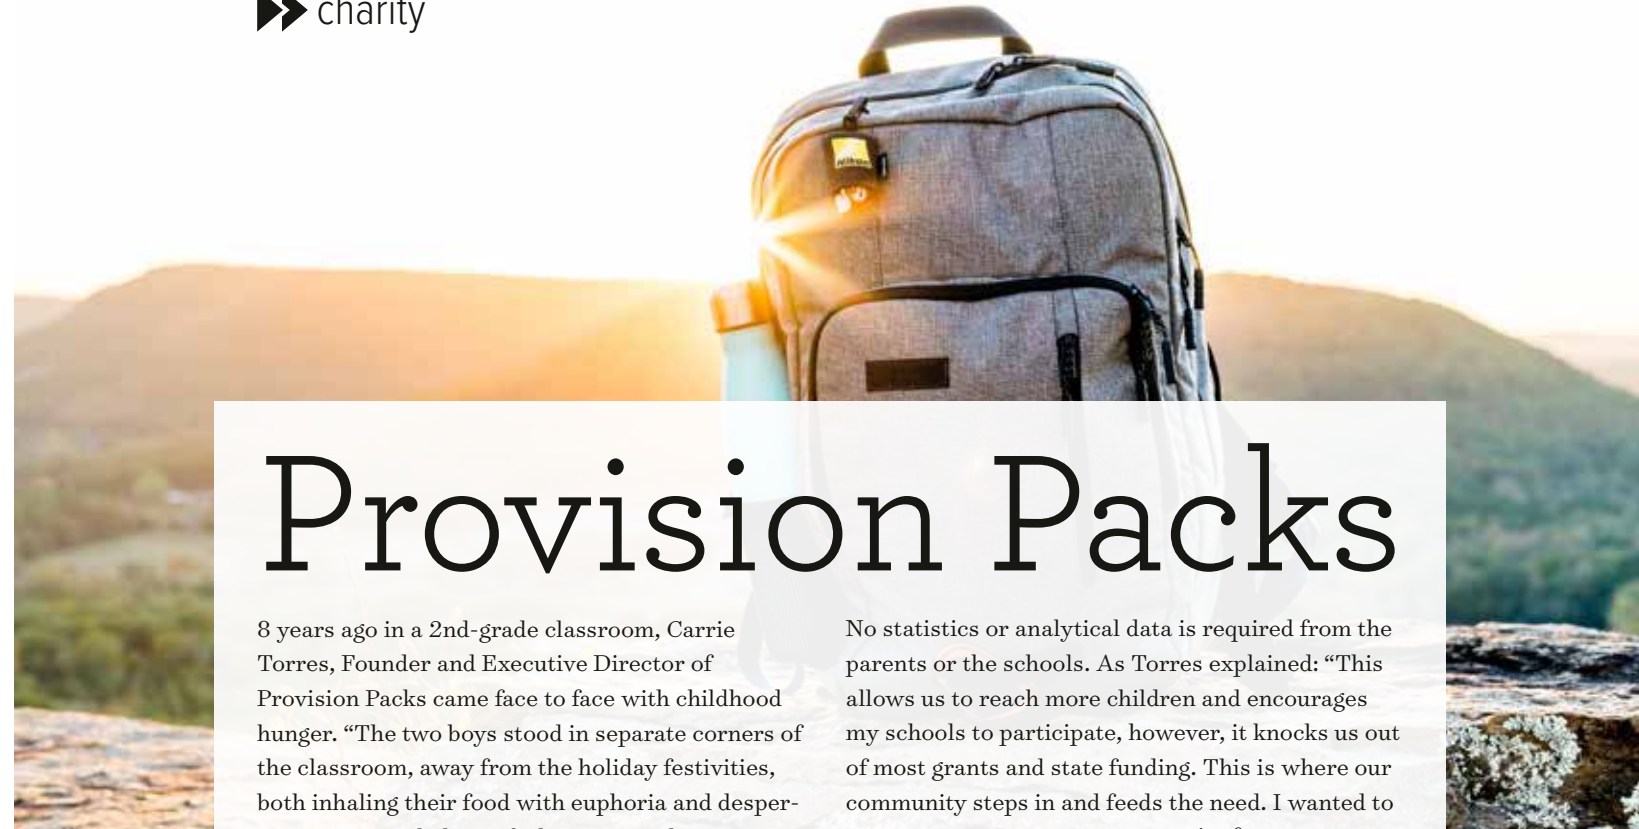 charity
Nikon
Provision Packs
8 years ago in a 2nd-grade classroom, Carrie
Torres, Founder and Executive Director of
Provision Packs came face to face with childhood
hunger. “The two boys stood in separate corners of
the classroom, away from the holiday festivities,
both inhaling their food with euphoria and desper-
No statistics or analytical data is required from the
parents or the schools. As Torres explained: “This
allows us to reach more children and encourages
my schools to participate, however, it knocks us out
of most grants and state funding. This is where our
community steps in and feeds the need. I wanted to